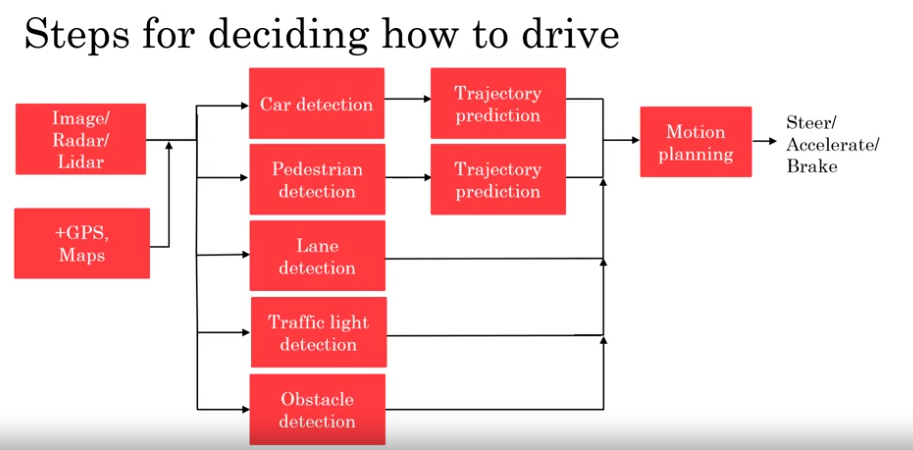 Steps for deciding how to drive
Image/
Radar/
Lidar
+GPS,
Maps
Car detection
Trajectory
prediction
Pedestrian
detection
Trajectory
prediction
Lane
detection
Traffic light
detection
Obstacle
detection
Motion
planning
Steer/
Accelerate/
Brake